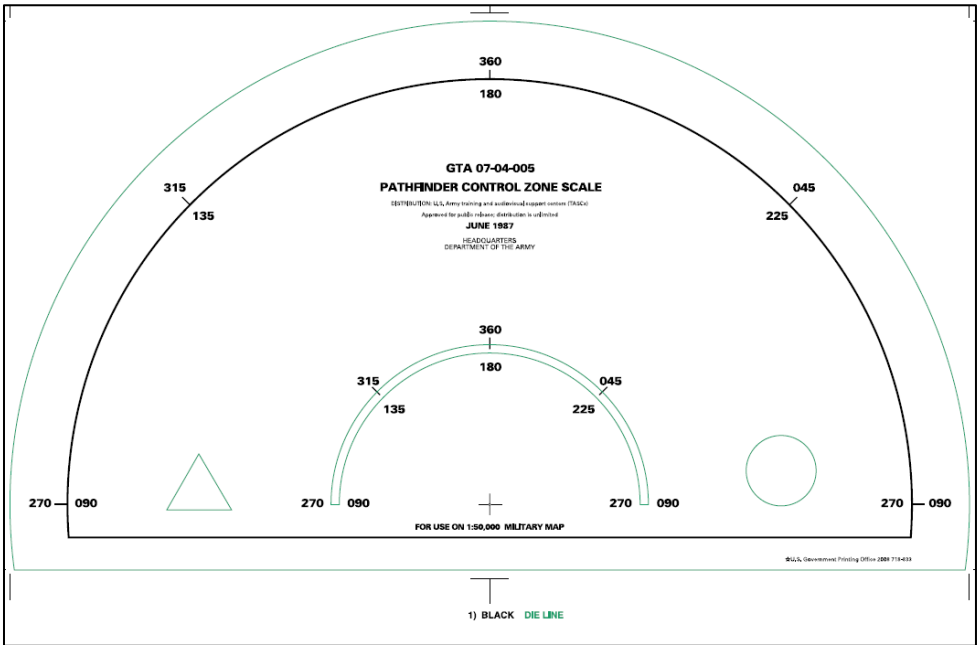 360
180
GTA 07-04-005
PATHFINDER CONTROL ZONE SCALE
DISTRIBUTION: U.S. Army training and audiovisual support centers (TASCs)
Approved for public release; distribution is unlimited
JUNE 1987
HEADQUARTERS
DEPARTMENT OF THE ARMY
315
135
045
225
360
180
315
135
045
225
270 090
270 090
270 090
270 090
FOR USE ON 1:50,000 MILITARY MAP
U.S. Government Printing Office
1) BLACK DIE LINE